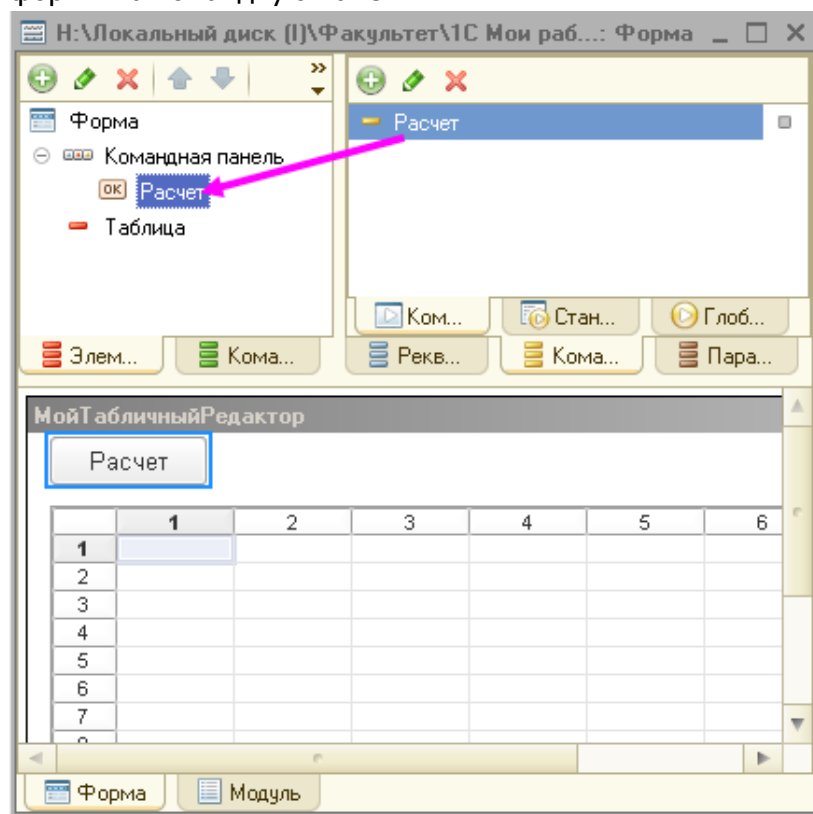 H:\Локальный диск (I)\Факультет\1С Мои раб...: Форма
Форма
Командная панель
OK Расчет
Таблица
Расчет
Ком... Стан... Глоб...
Элем... Кома... Рекв... Кома... Пара...
МойТабличныйРедактор
Расчет
1 2 3 4 5 6
1
2
3
4
5
6
7
Форма Модуль